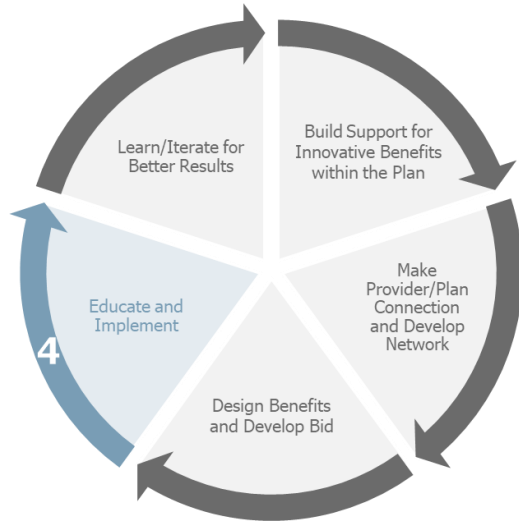 Build Support for
Innovative Benefits
within the Plan
Make
Provider/Plan
Connection
and Develop
Network
Design Benefits
and Develop Bid
Educate and
Implement
4
Learn/Iterate for
Better Results